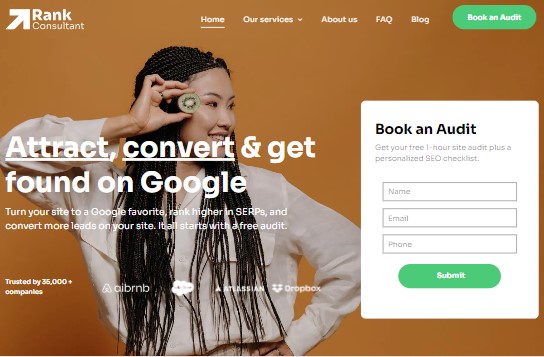 Rank
Consultant
Home
Our services
About us
FAQ
Blog
Book an Audit
Attract, convert & get
found on Google
Turn your site to a Google favorite, rank higher in SERPs, and
convert more leads on your site. It all starts with a free audit.
Trusted by 35,000 +
companies
airbnb
ATLASSIAN
Dropbox
Book an Audit
Get your free 1-hour site audit plus a
personalized SEO checklist.
Name
Email
Phone
Submit